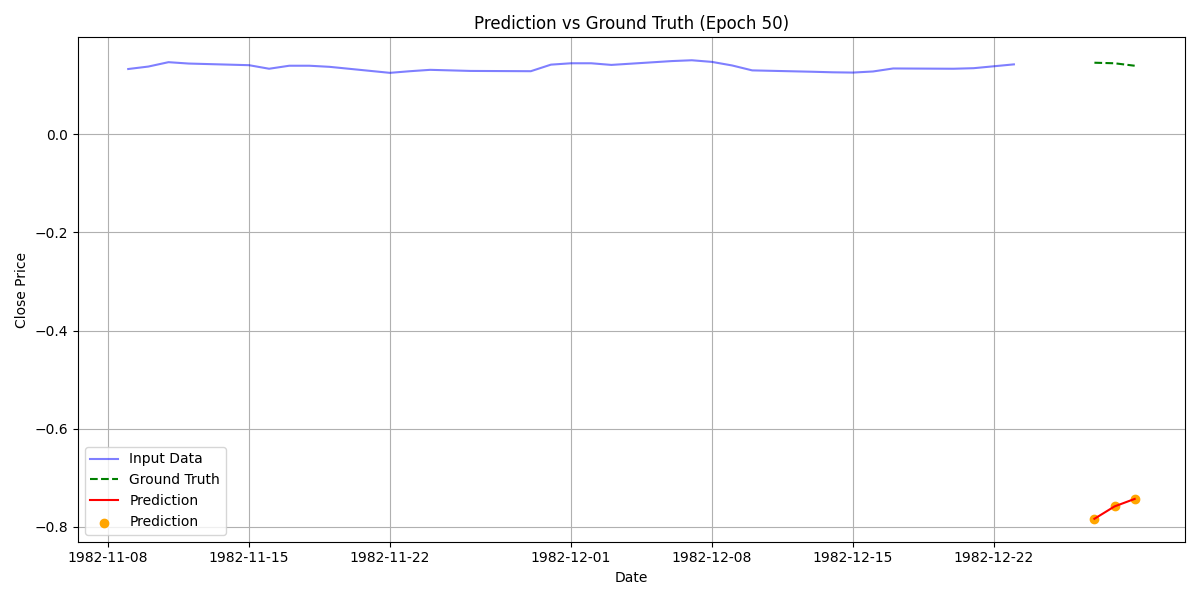 Prediction vs Ground Truth (Epoch 50)
Close Price
0.0
−0.2
−0.4
−0.6
−0.8
Input Data
Ground Truth
Prediction
Prediction
1982-11-08
1982-11-15
1982-11-22
1982-12-01
1982-12-08
1982-12-15
1982-12-22
Date